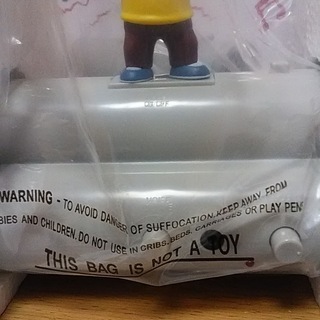 WARNING - TO AVOID DANGER OF SUFFOCATION, KEEP AWAY FROM
BIES AND CHILDREN. DO NOT USE IN CRIBS, BEDS, CARRIAGES OR PLAY PENS
THIS BAG IS NOT A TOY